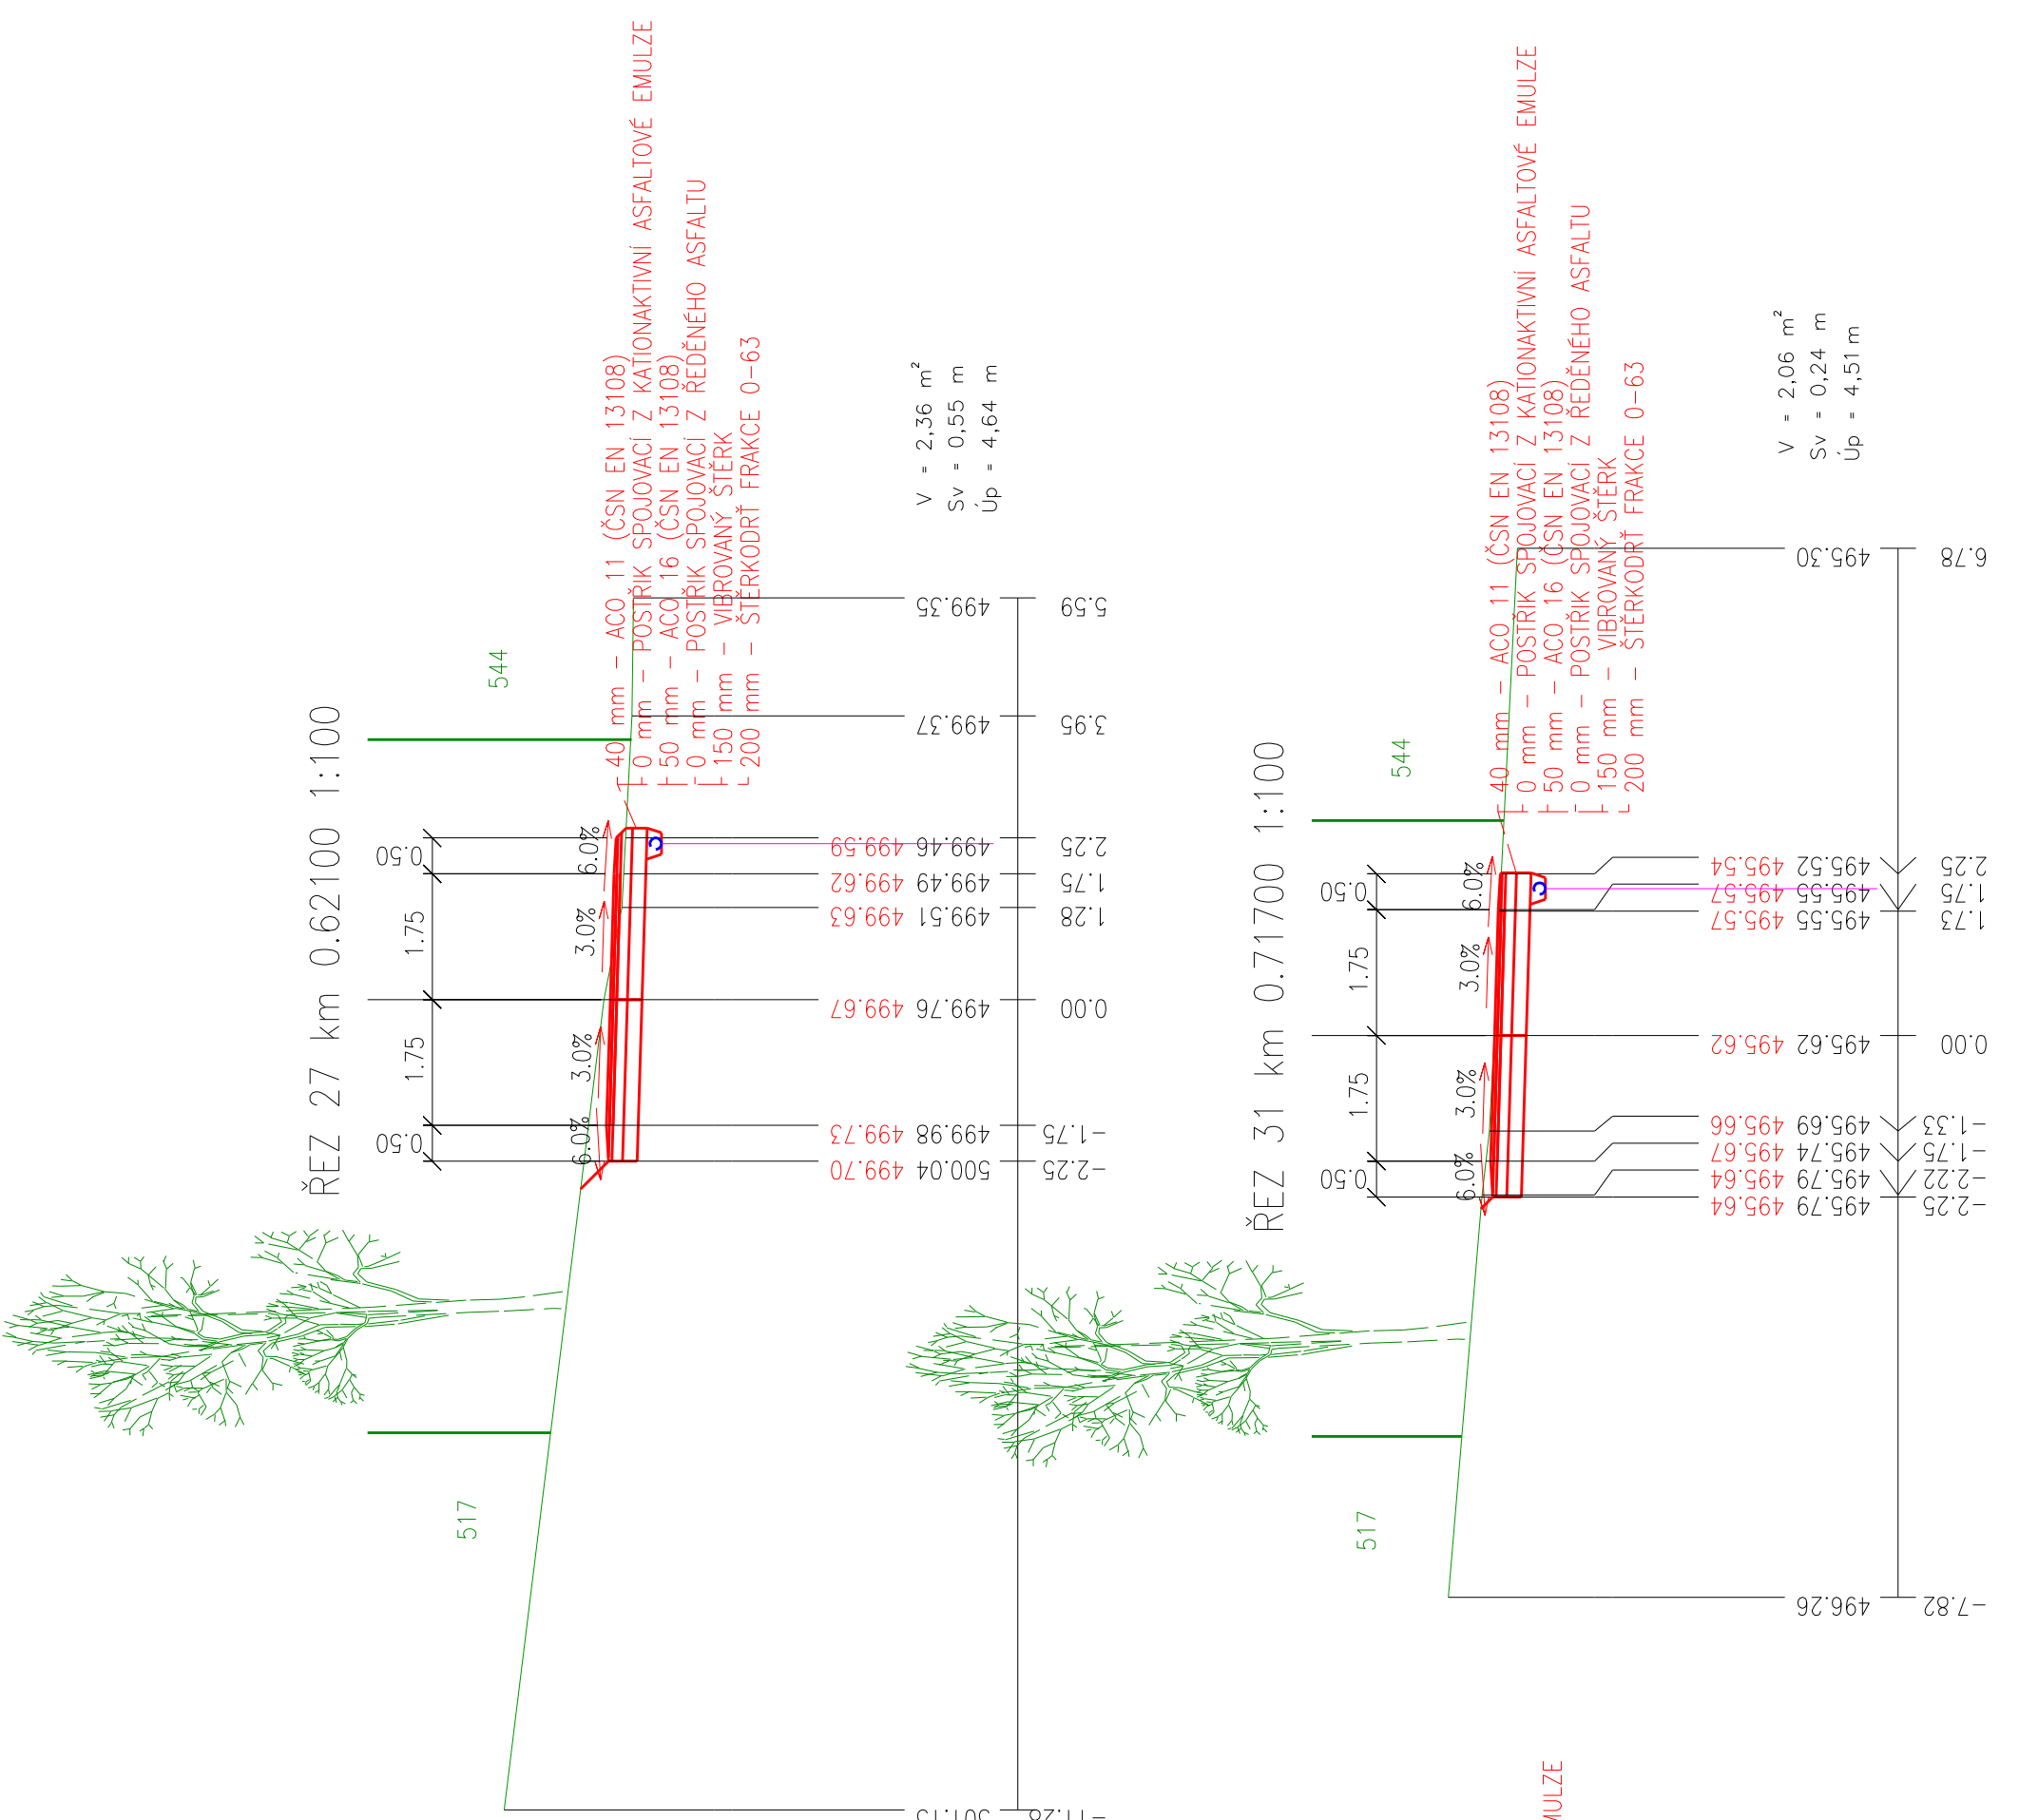 ŘEZ 27 km 0.62100 1:100
544
517
0.50
1.75
1.75
0.50
6.0%
3.0%
3.0%
6.0%
40 mm - ACO 11 (ČSN EN 13108)
0 mm - POSTŘIK SPOJOVACÍ Z KATIONAKTIVNÍ ASFALTOVÉ EMULZE
50 mm - ACO 16 (ČSN EN 13108)
0 mm - POSTŘIK SPOJOVACÍ Z ŘEDĚNÉHO ASFALTU
150 mm - VIBROVANÝ ŠTĚRK
200 mm - ŠTĚRKODRŤ FRAKCE 0-63
V = 2,36 m²
Sv = 0,55 m
Úp = 4,64 m
499.35 5.59
499.37 3.95
499.59 499.46 2.25
499.62 499.49 1.75
499.63 499.51 1.28
499.67 499.76 0.00
499.73 499.98 -1.75
499.70 500.04 -2.25
-11.28
ŘEZ 31 km 0.71700 1:100
544
517
0.50
1.75
1.75
0.50
6.0%
3.0%
3.0%
6.0%
40 mm - ACO 11 (ČSN EN 13108)
0 mm - POSTŘIK SPOJOVACÍ Z KATIONAKTIVNÍ ASFALTOVÉ EMULZE
50 mm - ACO 16 (ČSN EN 13108)
0 mm - POSTŘIK SPOJOVACÍ Z ŘEDĚNÉHO ASFALTU
150 mm - VIBROVANÝ ŠTĚRK
200 mm - ŠTĚRKODRŤ FRAKCE 0-63
V = 2,06 m²
Sv = 0,24 m
Úp = 4,51 m
495.30 6.78
495.54 495.52 2.25
495.57 495.55 1.75
495.57 495.55 1.73
495.62 495.62 0.00
495.66 495.69 -1.33
495.67 495.74 -1.75
495.64 495.79 -2.22
495.64 495.79 -2.25
496.26 -7.82